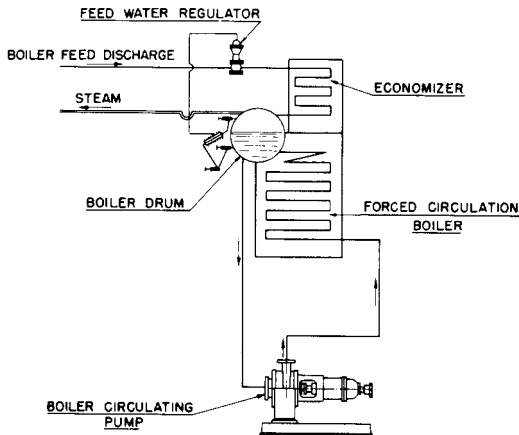 FEED WATER REGULATOR
BOILER FEED DISCHARGE
ECONOMIZER
STEAM
BOILER DRUM
FORCED CIRCULATION
BOILER
BOILER CIRCULATING
PUMP